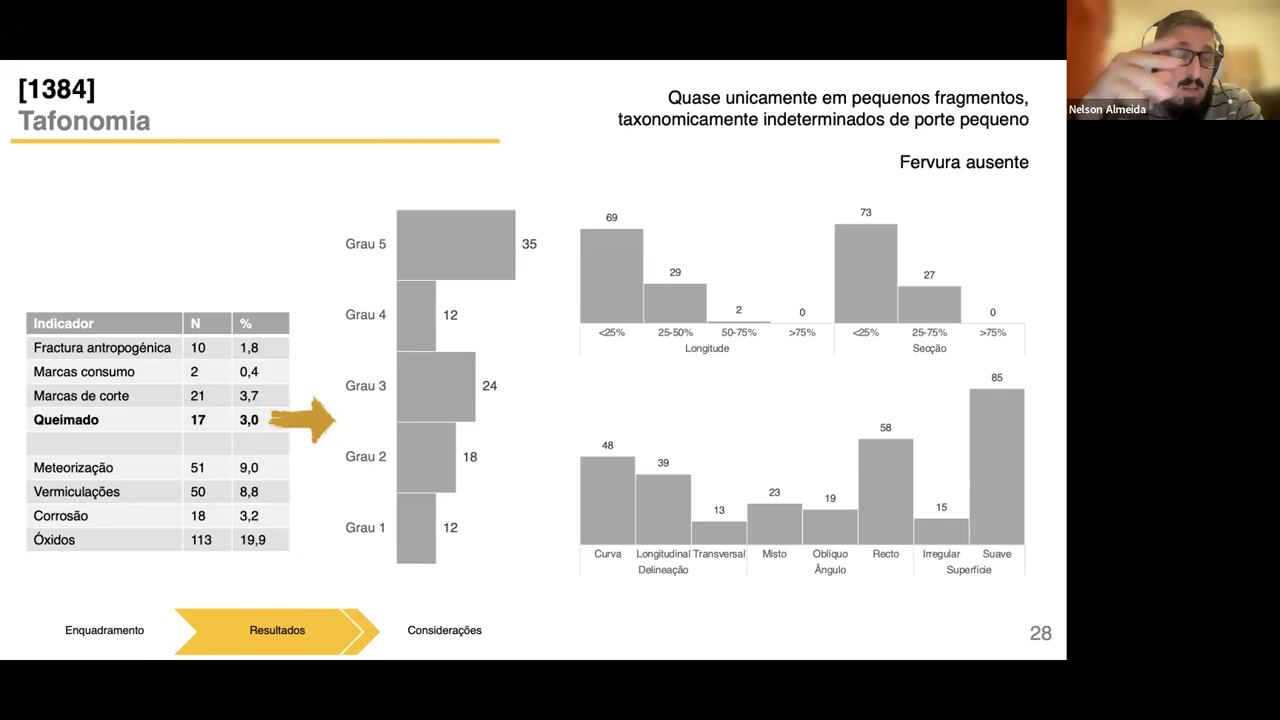 [1384]
Tafonomia
Quase unicamente em pequenos fragmentos,
taxonomicamente indeterminados de porte pequeno
Fervura ausente
Nelson Almeida
Indicador N %
Fractura antropogénica 10 1,8
Marcas consumo 2 0,4
Marcas de corte 21 3,7
Queimado 17 3,0
Meteorização 51 9,0
Vermiculações 50 8,8
Corrosão 18 3,2
Óxidos 113 19,9
Grau 5 35
Grau 4 12
Grau 3 24
Grau 2 18
Grau 1 12
69 29 2 0
<25% 25-50% 50-75% >75%
Longitude
73 27 0
<25% 25-75% >75%
Secção
48 39 13 23 19 58 15 85
Curva Longitudinal Transversal Misto Oblíquo Recto Irregular Suave
Delineação Ângulo Superfície
Enquadramento Resultados Considerações
28